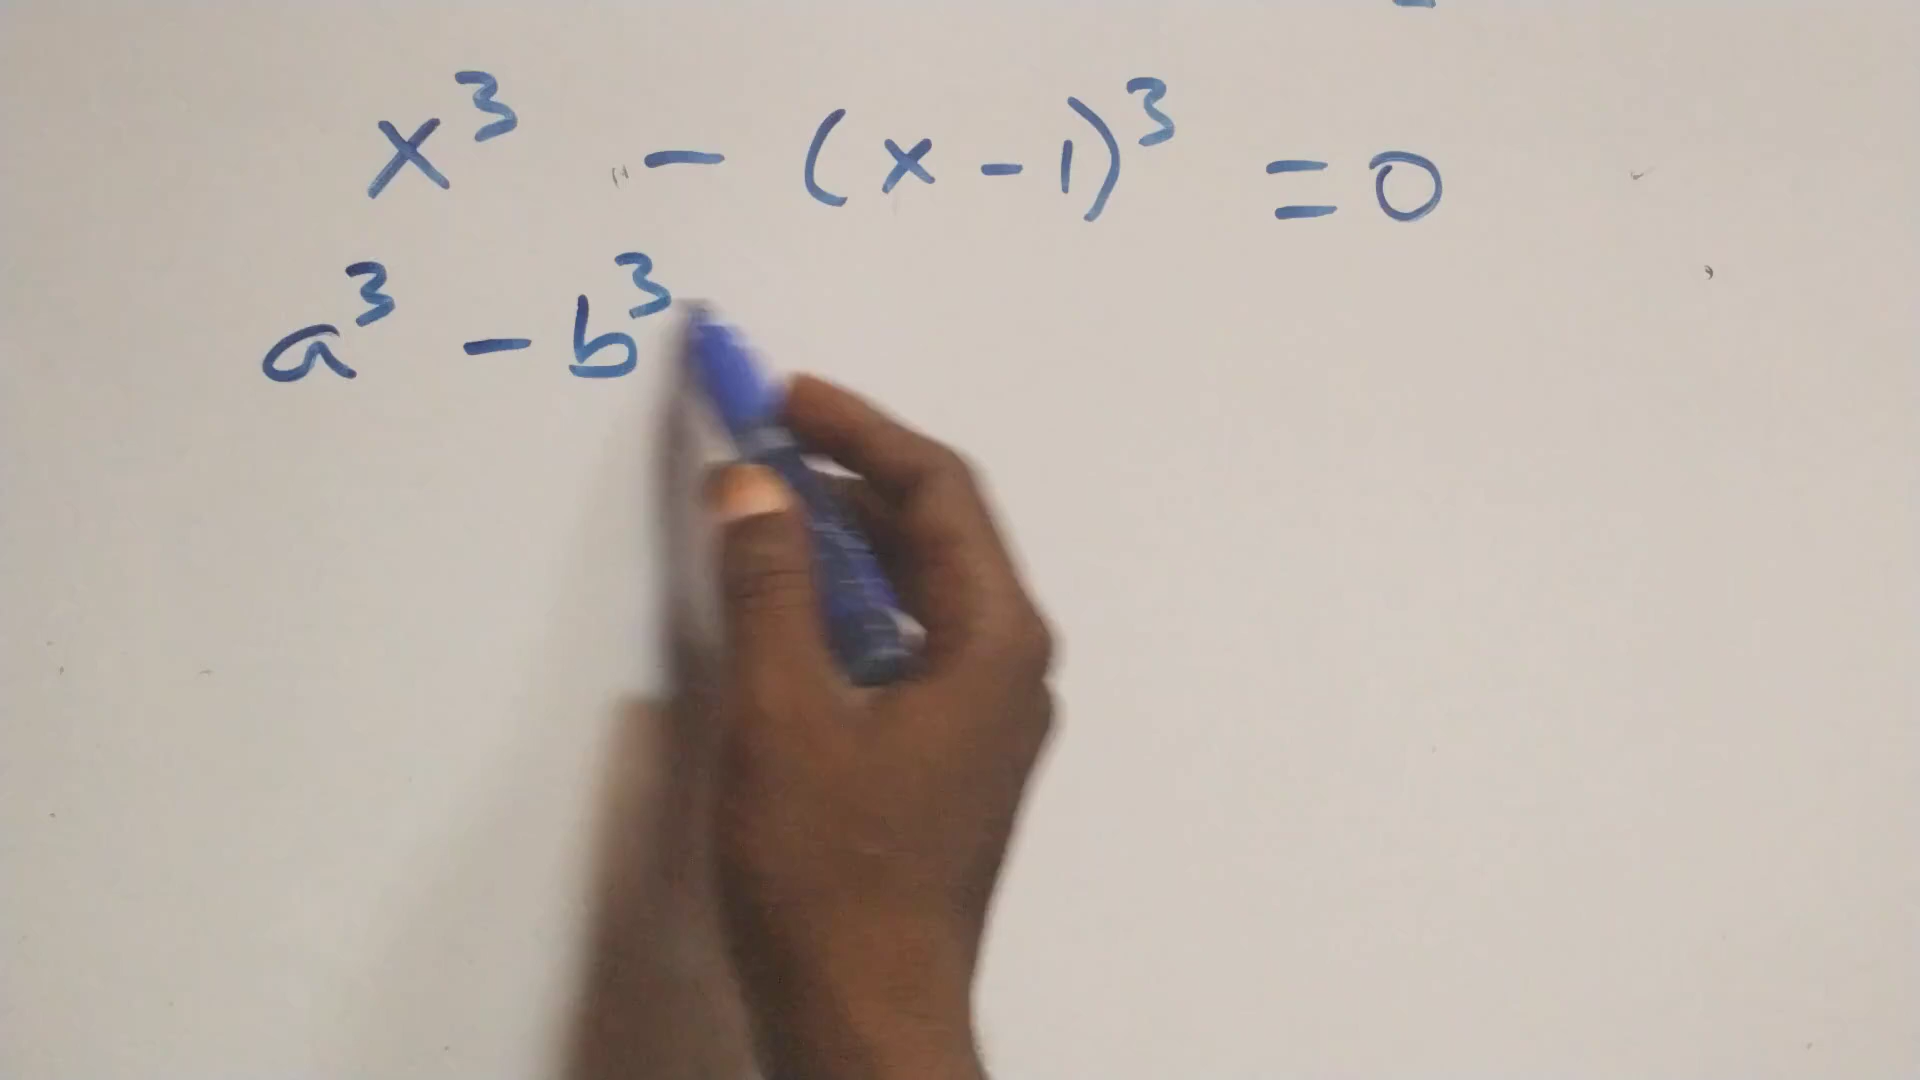 x³ - (x - 1)³ = 0
a³ - b³